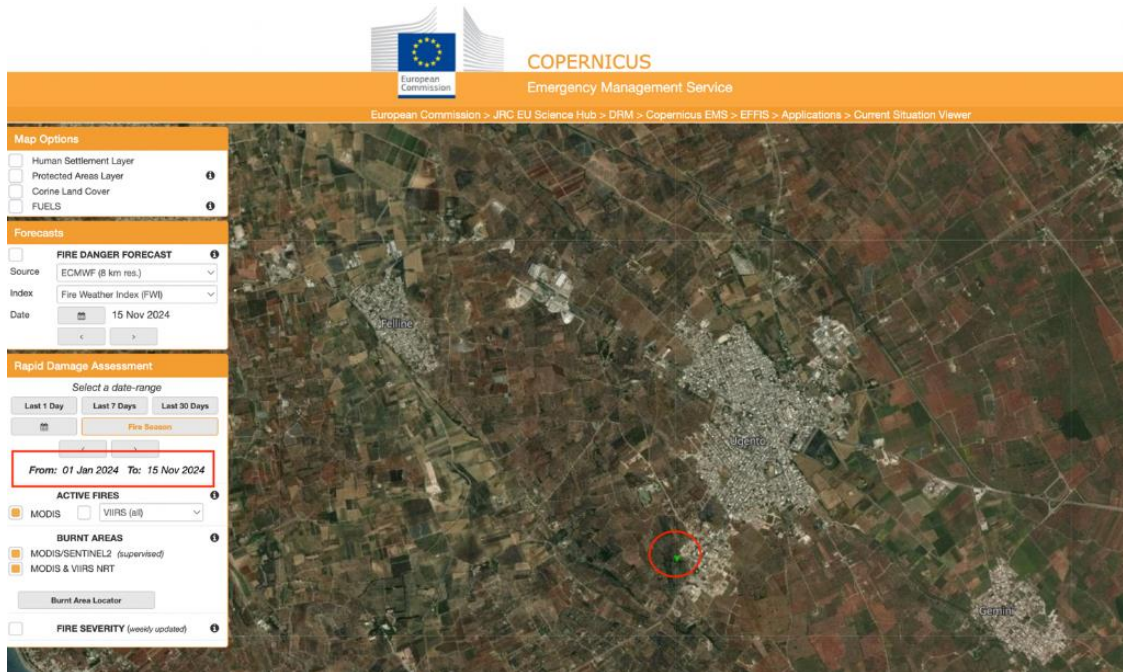 European
Commission
COPERNICUS
Emergency Management Service
European Commission > JRC EU Science Hub > DRM > Copernicus EMS > EFFIS > Applications > Current Situation Viewer
Map Options
Human Settlement Layer
Protected Areas Layer
Corine Land Cover
FUELS
Forecasts
FIRE DANGER FORECAST
Source ECMWF (8 km res.)
Index Fire Weather Index (FWI)
Date 15 Nov 2024
< >
Rapid Damage Assessment
Select a date-range
Last 1 Day Last 7 Days Last 30 Days
Fire Season
< >
From: 01 Jan 2024 To: 15 Nov 2024
ACTIVE FIRES
MODIS VIIRS (all)
BURNT AREAS
MODIS/SENTINEL2 (supervised)
MODIS & VIIRS NRT
Burnt Area Locator
FIRE SEVERITY (weekly updated)
Felline
Ugento
Gemini